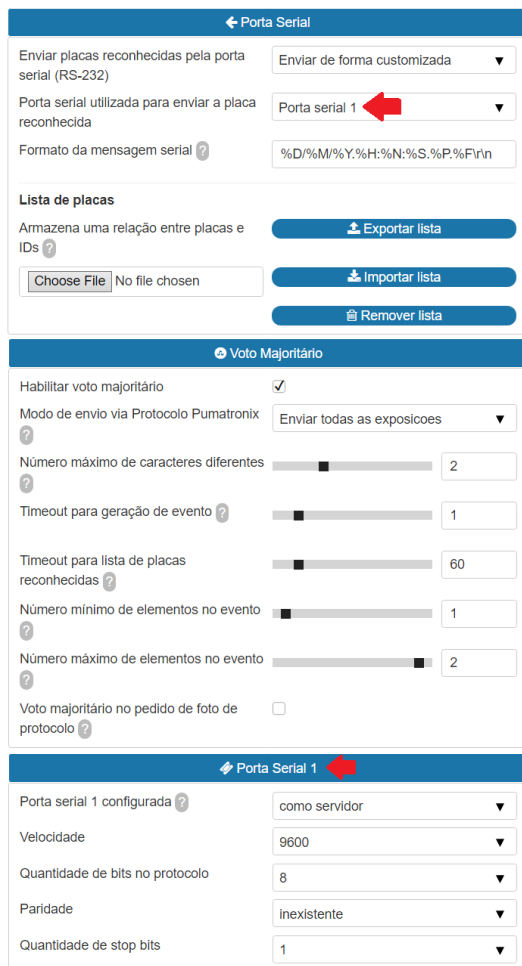 Porta Serial
Enviar placas reconhecidas pela porta
serial (RS-232)
Enviar de forma customizada
Porta serial utilizada para enviar a placa
reconhecida
Porta serial 1
Formato da mensagem serial ?
%D/%M/%Y.%H:%N:%S.%P.%F\r\n
Lista de placas
Armazena uma relação entre placas e
IDs ?
Exportar lista
Choose File No file chosen
Importar lista
Remover lista
Voto Majoritário
Habilitar voto majoritário
Modo de envio via Protocolo Pumatronix
?
Enviar todas as exposicoes
Número máximo de caracteres diferentes
?
2
Timeout para geração de evento ?
1
Timeout para lista de placas
reconhecidas ?
60
Número mínimo de elementos no evento
?
1
Número máximo de elementos no evento
?
2
Voto majoritário no pedido de foto de
protocolo ?
Porta Serial 1
Porta serial 1 configurada ?
como servidor
Velocidade
9600
Quantidade de bits no protocolo
8
Paridade
inexistente
Quantidade de stop bits
1